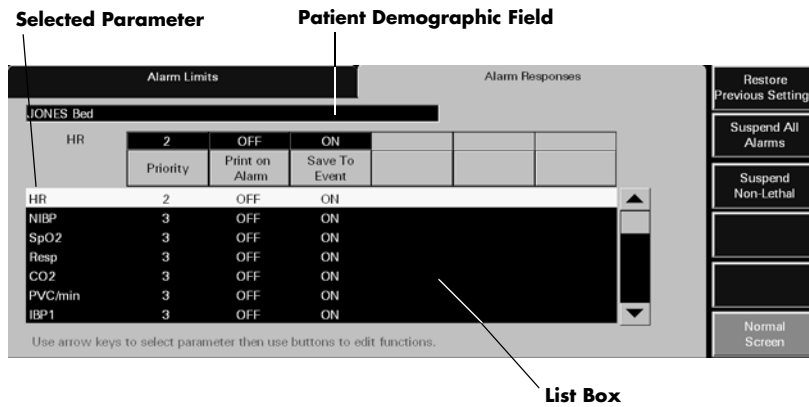 Selected Parameter
Patient Demographic Field
Alarm Limits
Alarm Responses
JONES Bed
HR 2 OFF ON
Priority Print on Alarm Save To Event
HR 2 OFF ON
NIBP 3 OFF ON
SpO2 3 OFF ON
Resp 3 OFF ON
CO2 3 OFF ON
PVC/min 3 OFF ON
IBP1 3 OFF ON
Use arrow keys to select parameter then use buttons to edit functions.
Restore
Previous Setting
Suspend All
Alarms
Suspend
Non-Lethal
Normal
Screen
List Box